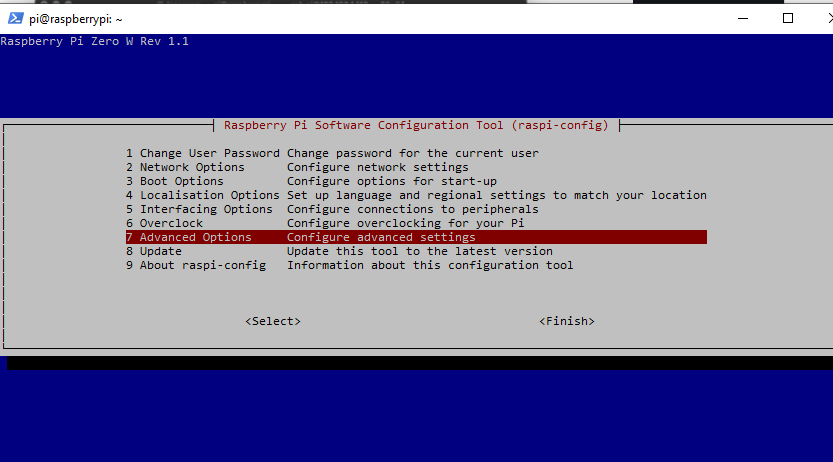 pi@raspberrypi: ~
Raspberry Pi Zero W Rev 1.1
Raspberry Pi Software Configuration Tool (raspi-config)
1 Change User Password Change password for the current user
2 Network Options Configure network settings
3 Boot Options Configure options for start-up
4 Localisation Options Set up language and regional settings to match your location
5 Interfacing Options Configure connections to peripherals
6 Overclock Configure overclocking for your Pi
7 Advanced Options Configure advanced settings
8 Update Update this tool to the latest version
9 About raspi-config Information about this configuration tool
<Select> <Finish>